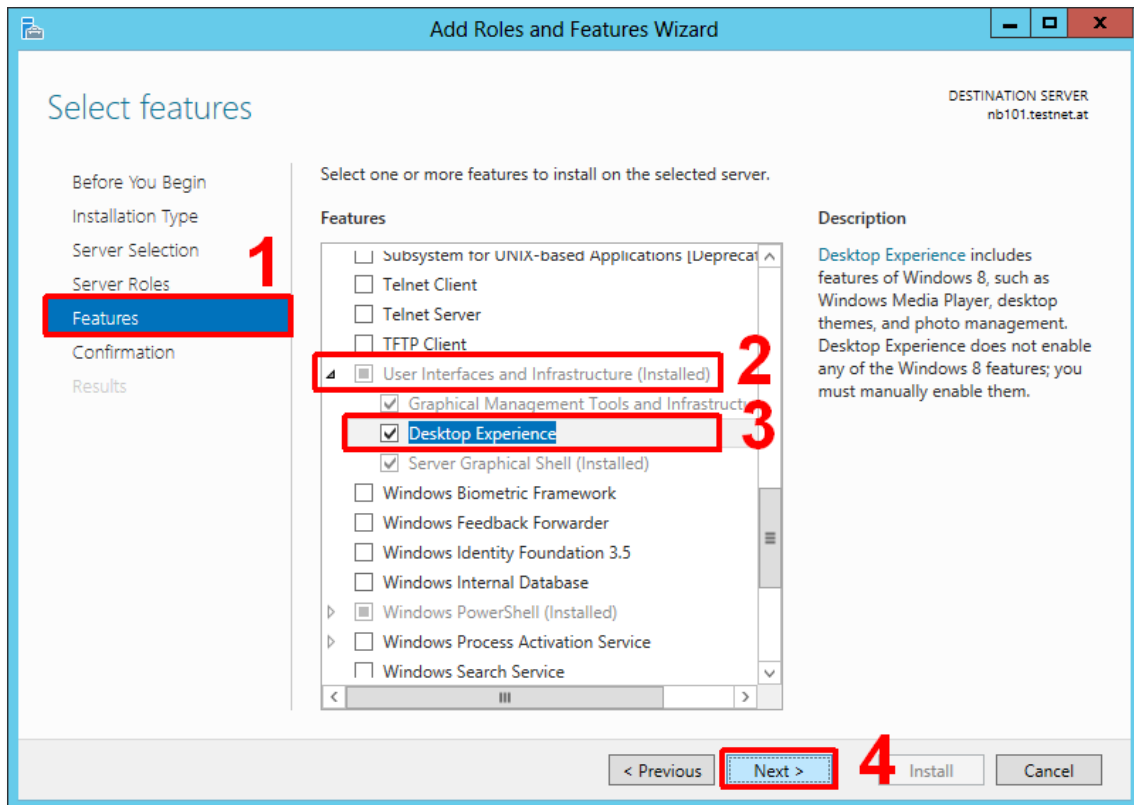 Add Roles and Features Wizard
Select features
DESTINATION SERVER
nb101.testnet.at
Before You Begin
Installation Type
Server Selection
Server Roles
Features
Confirmation
Results
1
Select one or more features to install on the selected server.
Features
Subsystem for UNIX-based Applications [Deprecat
Telnet Client
Telnet Server
TFTP Client
User Interfaces and Infrastructure (Installed)
2
Graphical Management Tools and Infrastructu
Desktop Experience
3
Server Graphical Shell (Installed)
Windows Biometric Framework
Windows Feedback Forwarder
Windows Identity Foundation 3.5
Windows Internal Database
Windows PowerShell (Installed)
Windows Process Activation Service
Windows Search Service
Description
Desktop Experience includes
features of Windows 8, such as
Windows Media Player, desktop
themes, and photo management.
Desktop Experience does not enable
any of the Windows 8 features; you
must manually enable them.
< Previous
Next >
4
Install
Cancel